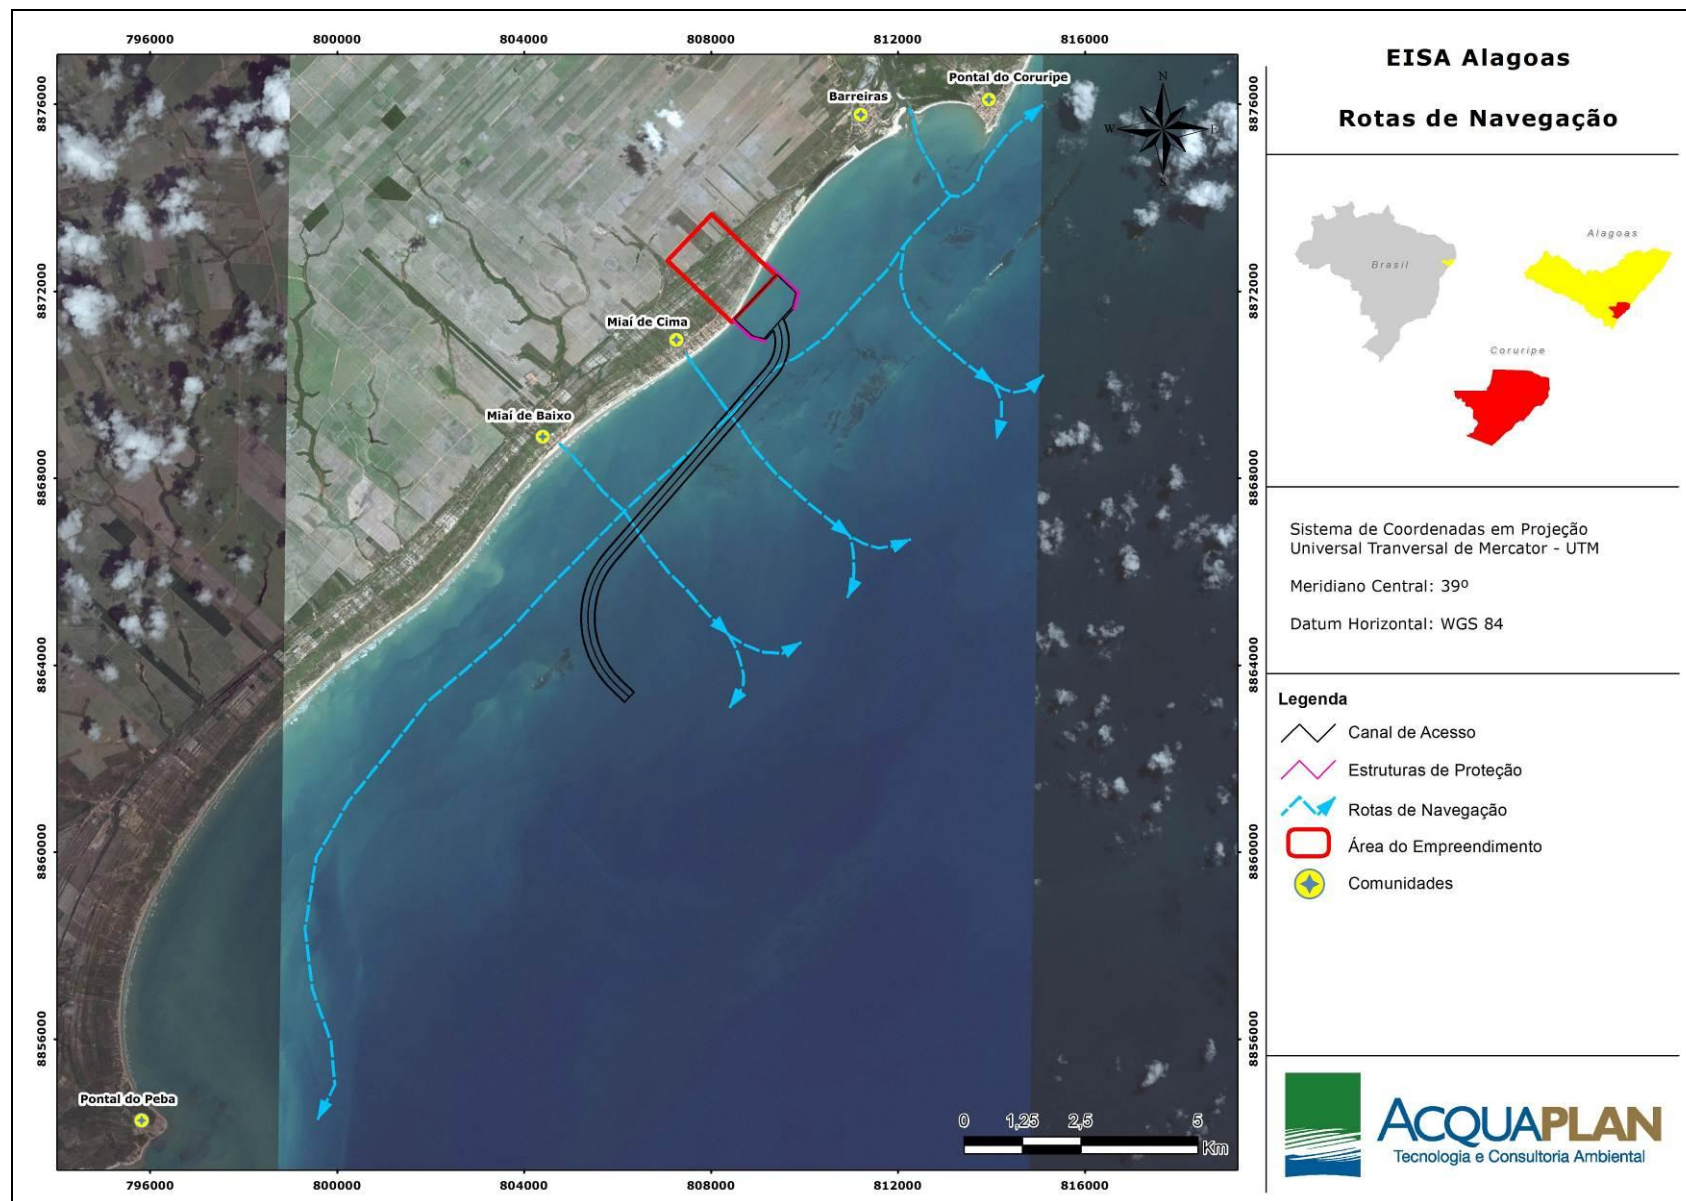 796000 800000 804000 808000 812000 816000
8876000
8872000
8868000
8864000
8860000
8856000
Pontal do Coruripe
Barreiras
Miaí de Cima
Miaí de Baixo
Pontal do Peba
N
W E
S
0 1,25 2,5 5
Km
8876000
8872000
8868000
8864000
8860000
8856000
796000 800000 804000 808000 812000 816000
EISA Alagoas
Rotas de Navegação
Brasil
Alagoas
Coruripe
Sistema de Coordenadas em Projeção
Universal Tranversal de Mercator - UTM
Meridiano Central: 39º
Datum Horizontal: WGS 84
Legenda
Canal de Acesso
Estruturas de Proteção
Rotas de Navegação
Área do Empreendimento
Comunidades
ACQUAPLAN
Tecnologia e Consultoria Ambiental